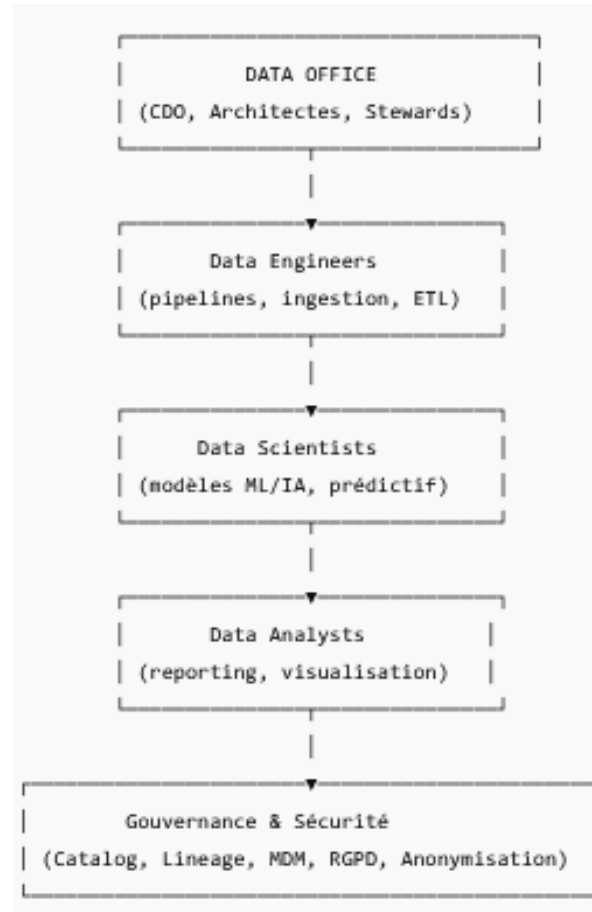 DATA OFFICE
(CDO, Architectes, Stewards)
Data Engineers
(pipelines, ingestion, ETL)
Data Scientists
(modèles ML/IA, prédictif)
Data Analysts
(reporting, visualisation)
Gouvernance & Sécurité
(Catalog, Lineage, MDM, RGPD, Anonymisation)